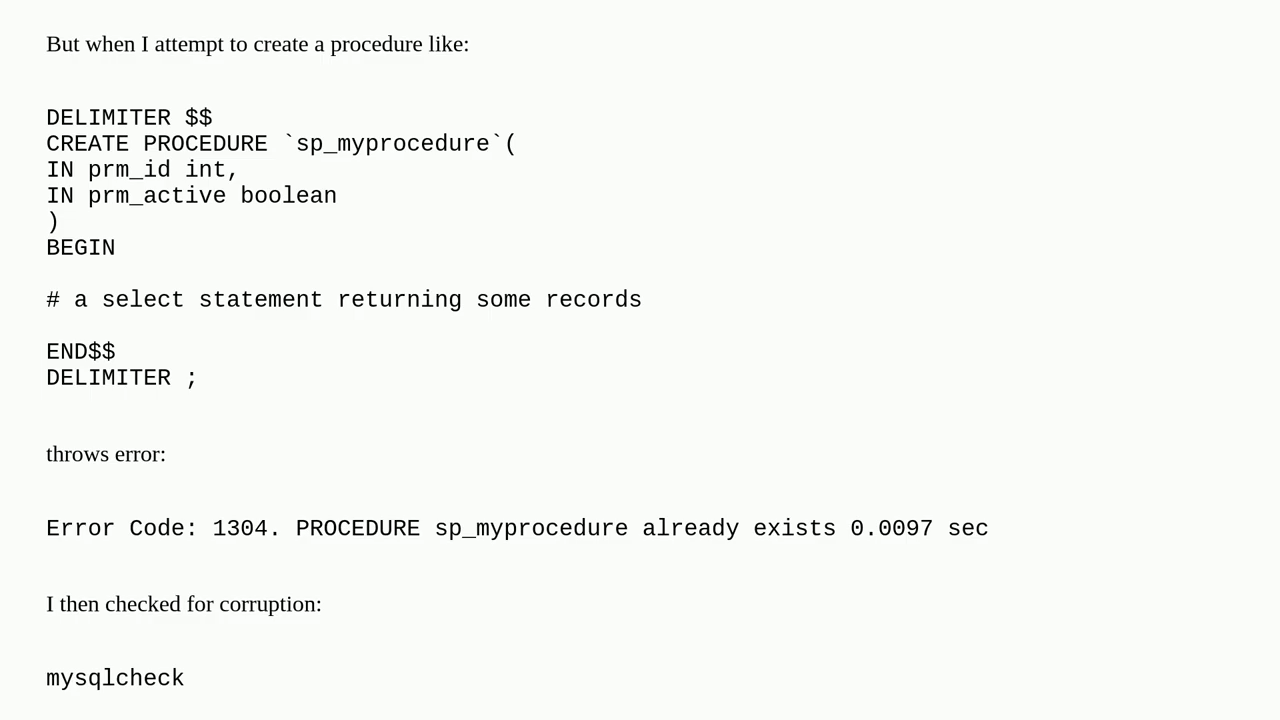 But when I attempt to create a procedure like:
DELIMITER $$
CREATE PROCEDURE `sp_myprocedure`(
IN prm_id int,
IN prm_active boolean
)
BEGIN
# a select statement returning some records
END$$
DELIMITER ;
throws error:
Error Code: 1304. PROCEDURE sp_myprocedure already exists 0.0097 sec
I then checked for corruption:
mysqlcheck